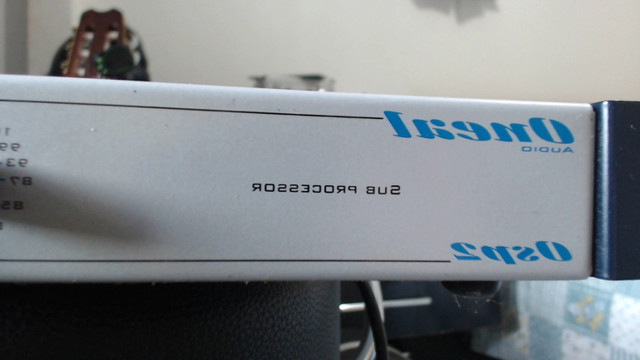 Oneal
AUDIO
SUB PROCESSOR
Osp2